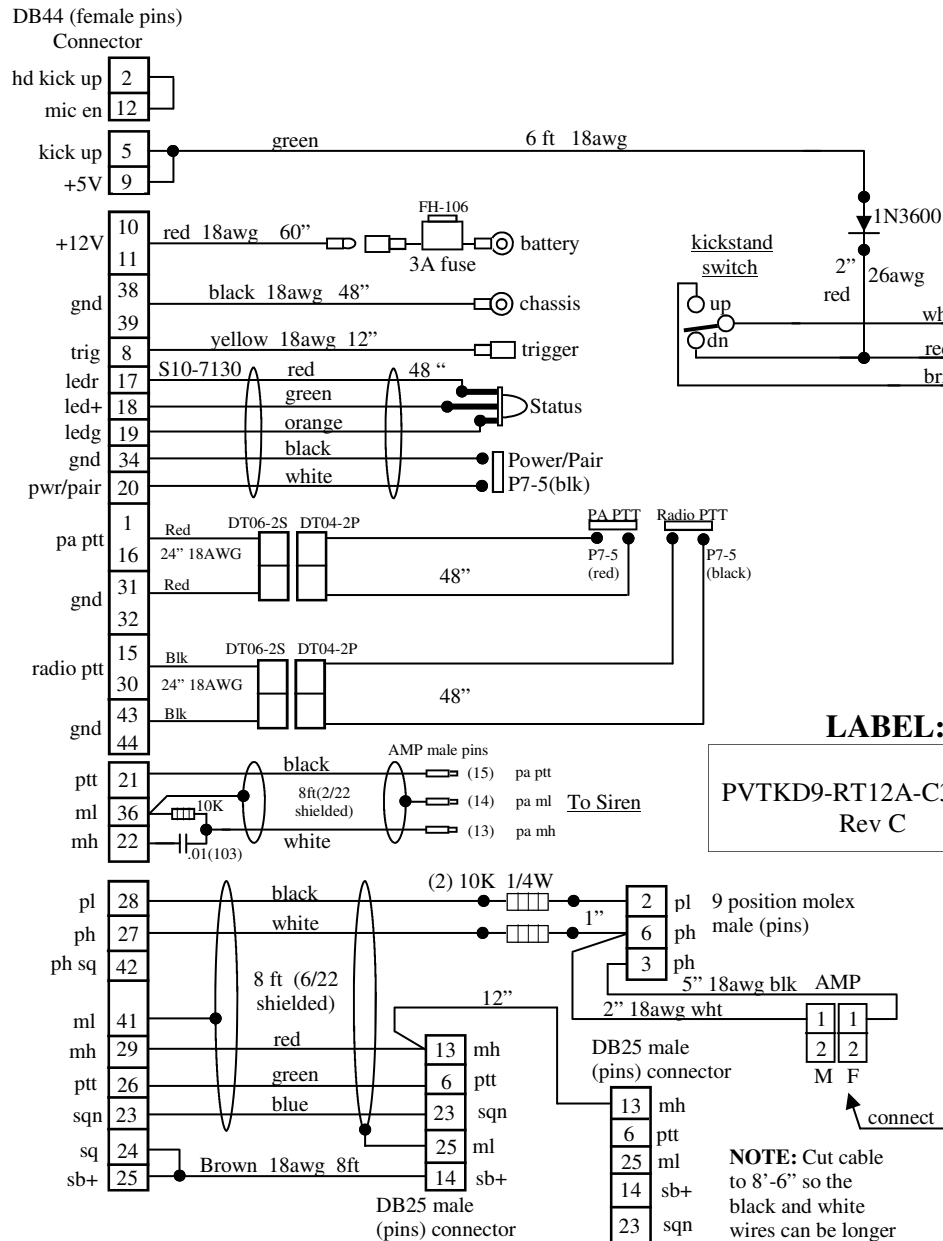 DB44 (female pins)
Connector
hd kick up 2
mic en 12
kick up 5
+5V 9
green
6 ft 18awg
1N3600
2”
26awg
red
kickstand
switch
up
dn
+12V
10
11
red 18awg 60”
FH-106
3A fuse
battery
gnd
38
39
black 18awg 48”
chassis
trig 8
yellow 18awg 12”
trigger
ledr 17
S10-7130
red
48 “
led+ 18
green
Status
ledg 19
orange
gnd 34
black
Power/Pair
pwr/pair 20
white
P7-5(blk)
pa ptt
1
16
Red
24” 18AWG
DT06-2S
DT04-2P
PA PTT
Radio PTT
P7-5
(red)
P7-5
(black)
gnd
31
32
Red
48”
radio ptt
15
30
Blk
24” 18AWG
DT06-2S
DT04-2P
48”
gnd
43
44
Blk
LABEL:
PVTKD9-RT12A-C
Rev C
ptt 21
black
AMP male pins
(15) pa ptt
ml 36
10K
8ft(2/22
shielded)
(14) pa ml
To Siren
mh 22
.01(103)
white
(13) pa mh
pl 28
black
(2) 10K 1/4W
2 pl
9 position molex
male (pins)
ph 27
white
1”
6 ph
ph sq 42
3 ph
8 ft (6/22
shielded)
5” 18awg blk
AMP
12”
2” 18awg wht
1 1
2 2
M F
connect
ml 41
mh 29
red
13 mh
ptt 26
green
6 ptt
sqn 23
blue
23 sqn
sq 24
25 ml
sb+ 25
Brown 18awg 8ft
14 sb+
DB25 male
(pins) connector
DB25 male
(pins) connector
13 mh
6 ptt
25 ml
14 sb+
23 sqn
NOTE: Cut cable
to 8’-6” so the
black and white
wires can be longer